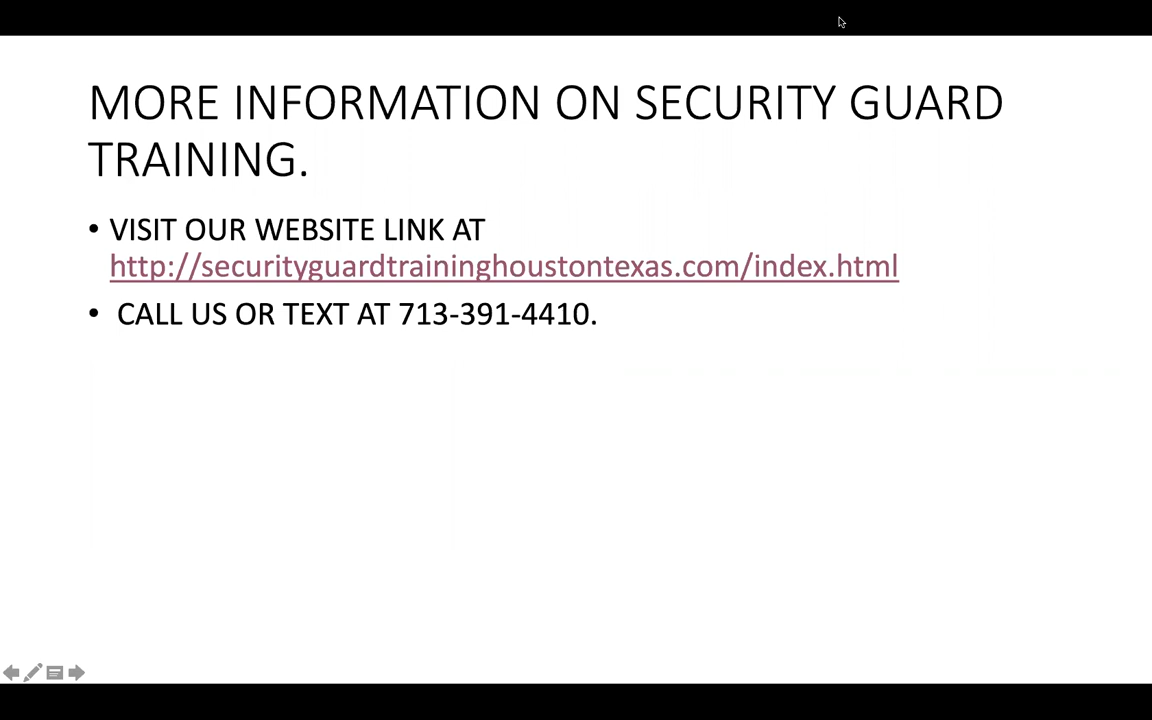 MORE INFORMATION ON SECURITY GUARD
TRAINING.
• VISIT OUR WEBSITE LINK AT
http://securityguardtraininghoustontexas.com/index.html
• CALL US OR TEXT AT 713-391-4410.